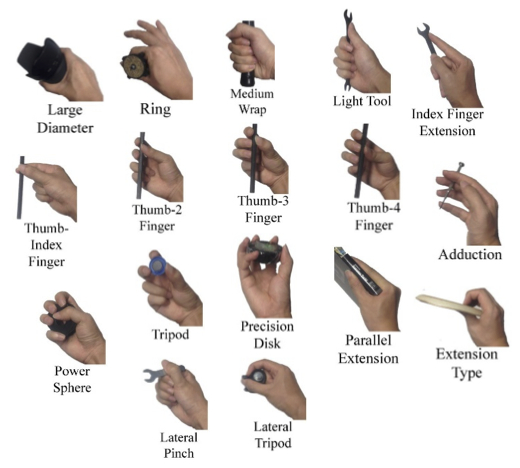 Large
Diameter
Ring
Medium
Wrap
Light Tool
Index Finger
Extension
Thumb-
Index
Finger
Thumb-2
Finger
Thumb-3
Finger
Thumb-4
Finger
Adduction
Power
Sphere
Tripod
Precision
Disk
Parallel
Extension
Extension
Type
Lateral
Pinch
Lateral
Tripod